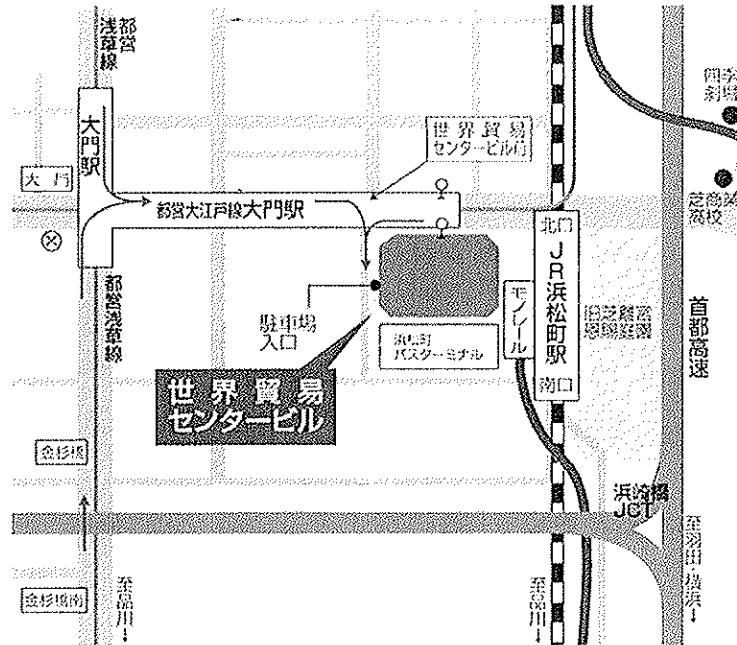 都営
浅草線
四季
劇場
大門駅
世界貿易
センタービル前
大門
都営大江戸線大門駅
芝商業
高校
北口
JR浜松町駅
南口
モノレール
都営浅草線
駐車場
入口
浜松町
バスターミナル
旧芝離宮
恩賜庭園
首都高速
世界貿易
センタービル
金杉橋
浜崎橋
JCT
至羽田・横浜→
金杉橋南
至品川→
至品川→